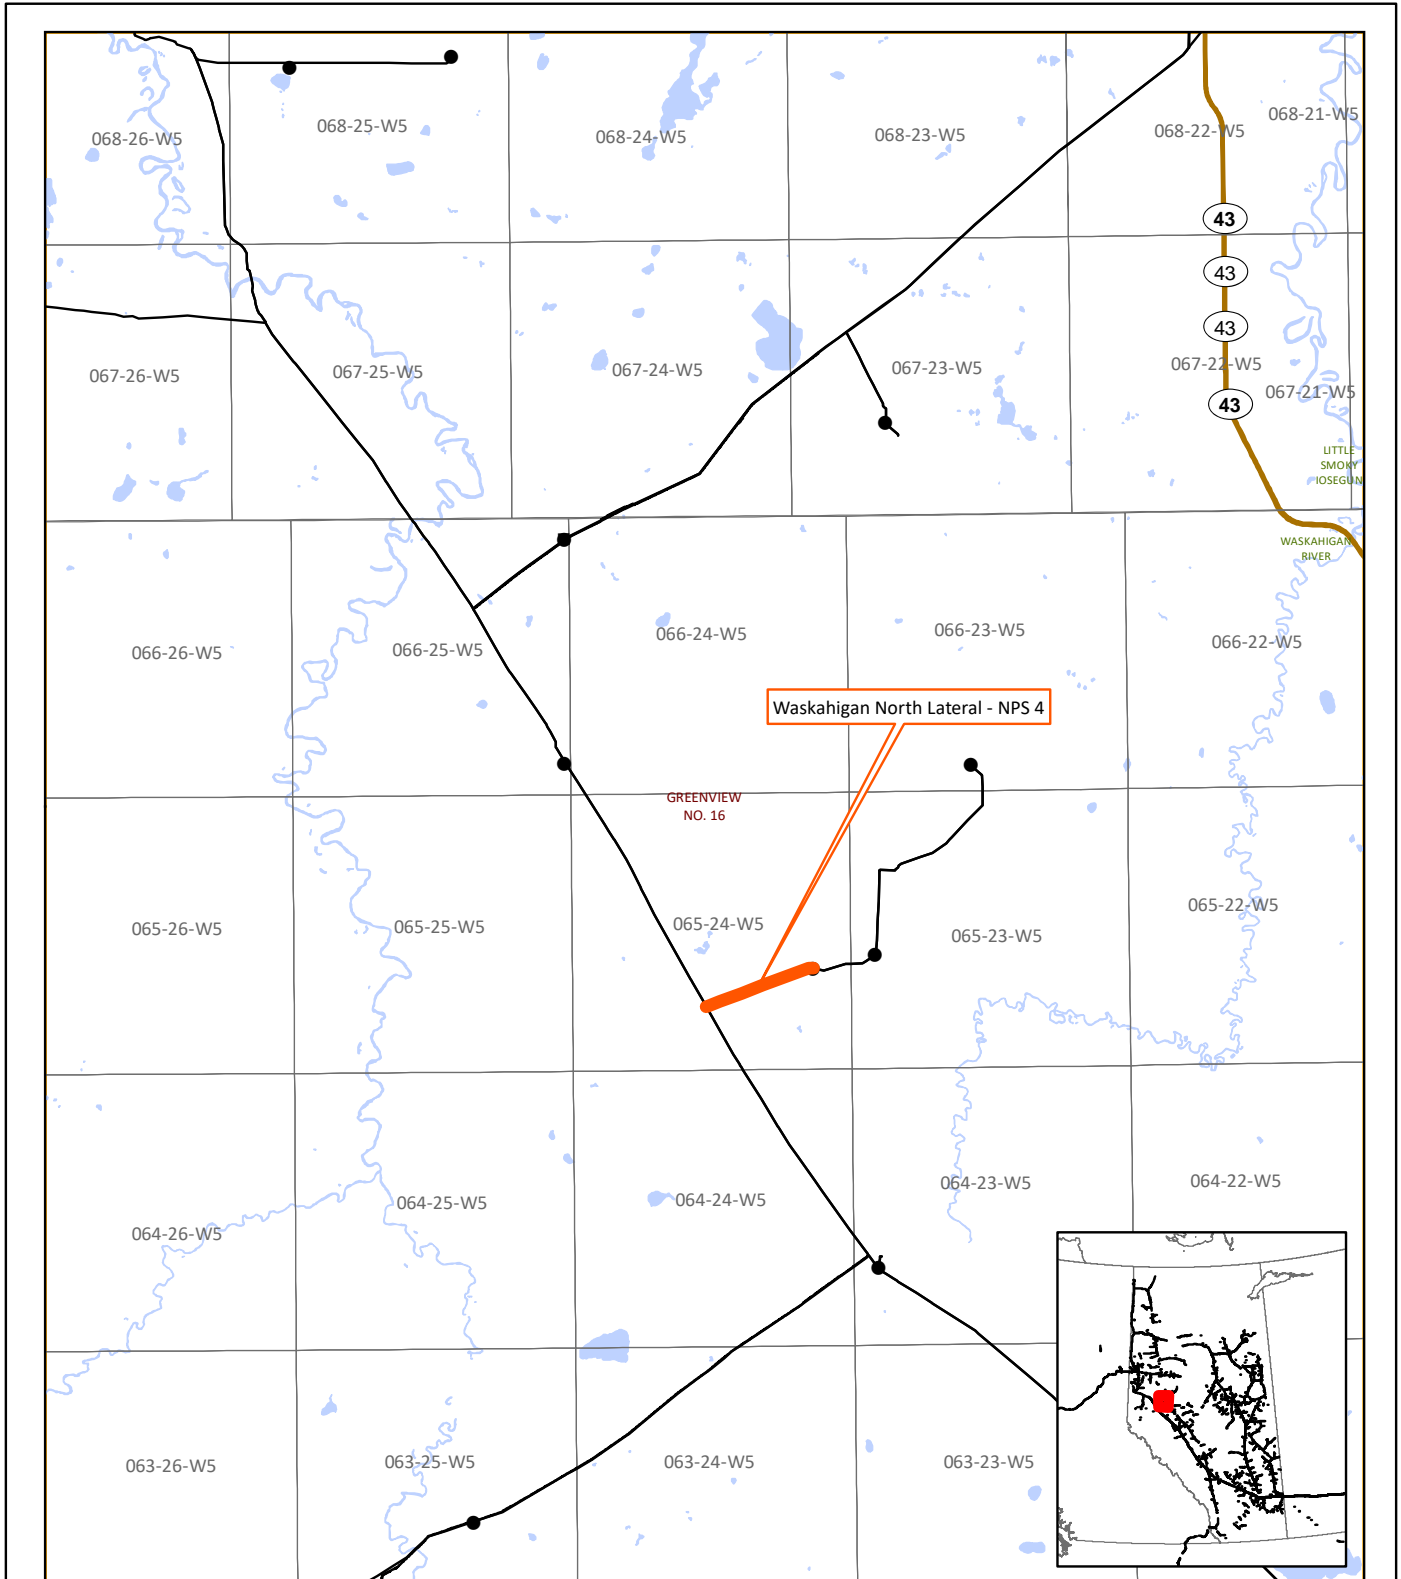 068-26-W5
068-25-W5
068-24-W5
068-23-W5
068-22-W5
068-21-W5
43
43
43
43
067-26-W5
067-25-W5
067-24-W5
067-23-W5
067-22-W5
067-21-W5
LITTLE
SMOKY
IOSEGUN
WASKAHIGAN
RIVER
066-26-W5
066-25-W5
066-24-W5
066-23-W5
066-22-W5
Waskahigan North Lateral - NPS 4
GREENVIEW
NO. 16
065-26-W5
065-25-W5
065-24-W5
065-23-W5
065-22-W5
064-26-W5
064-25-W5
064-24-W5
064-23-W5
064-22-W5
063-26-W5
063-25-W5
063-24-W5
063-23-W5